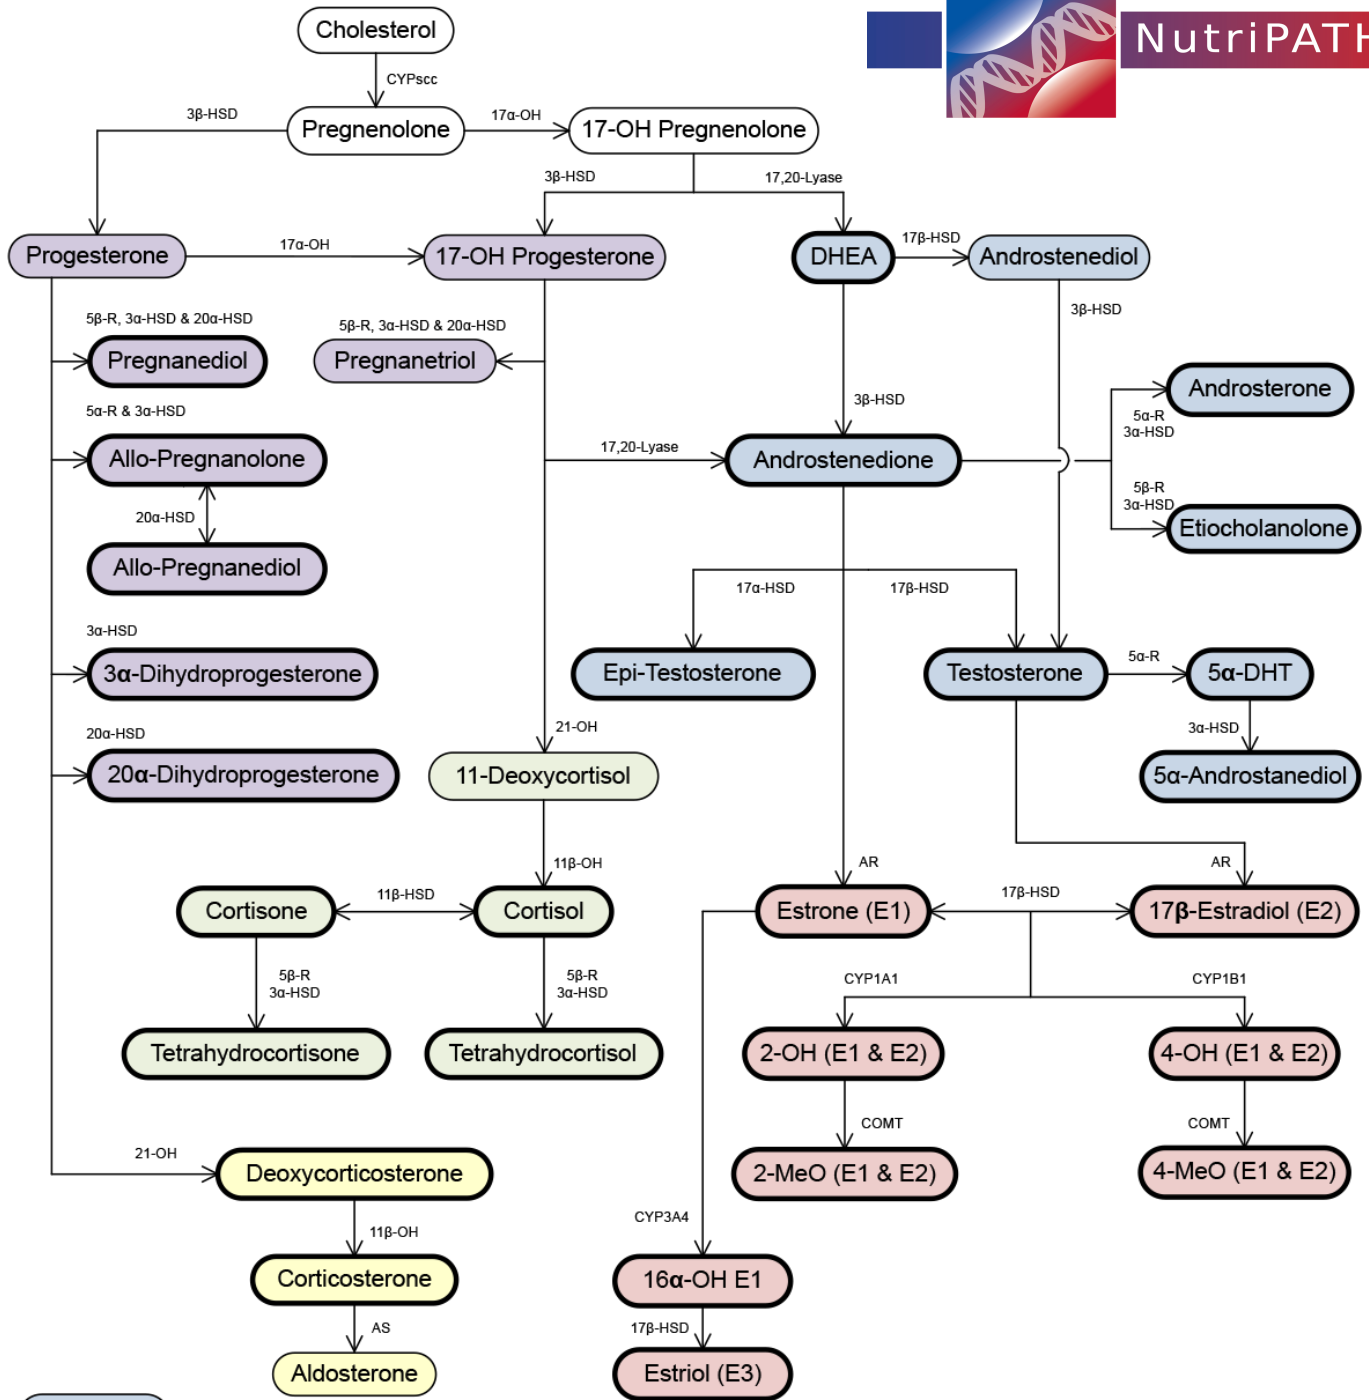 Cholesterol
NutriPATH
CYPscc
3β-HSD
Pregnenolone
17α-OH
17-OH Pregnenolone
3β-HSD
17,20-Lyase
Progesterone
17α-OH
17-OH Progesterone
DHEA
17β-HSD
Androstenediol
5β-R, 3α-HSD & 20α-HSD
5β-R, 3α-HSD & 20α-HSD
3β-HSD
Pregnanediol
Pregnanetriol
Androsterone
5α-R & 3α-HSD
3β-HSD
5α-R
3α-HSD
Allo-Pregnanolone
17,20-Lyase
Androstenedione
5β-R
3α-HSD
20α-HSD
Etiocholanolone
Allo-Pregnanediol
17α-HSD
17β-HSD
3α-HSD
3α-Dihydroprogesterone
Epi-Testosterone
Testosterone
5α-R
5α-DHT
20α-HSD
21-OH
3α-HSD
20α-Dihydroprogesterone
11-Deoxycortisol
5α-Androstanediol
11β-OH
AR
AR
Cortisone
11β-HSD
Cortisol
Estrone (E1)
17β-HSD
17β-Estradiol (E2)
5β-R
3α-HSD
5β-R
3α-HSD
CYP1A1
CYP1B1
Tetrahydrocortisone
Tetrahydrocortisol
2-OH (E1 & E2)
4-OH (E1 & E2)
COMT
COMT
21-OH
Deoxycorticosterone
2-MeO (E1 & E2)
4-MeO (E1 & E2)
11β-OH
CYP3A4
Corticosterone
16α-OH E1
AS
17β-HSD
Aldosterone
Estriol (E3)